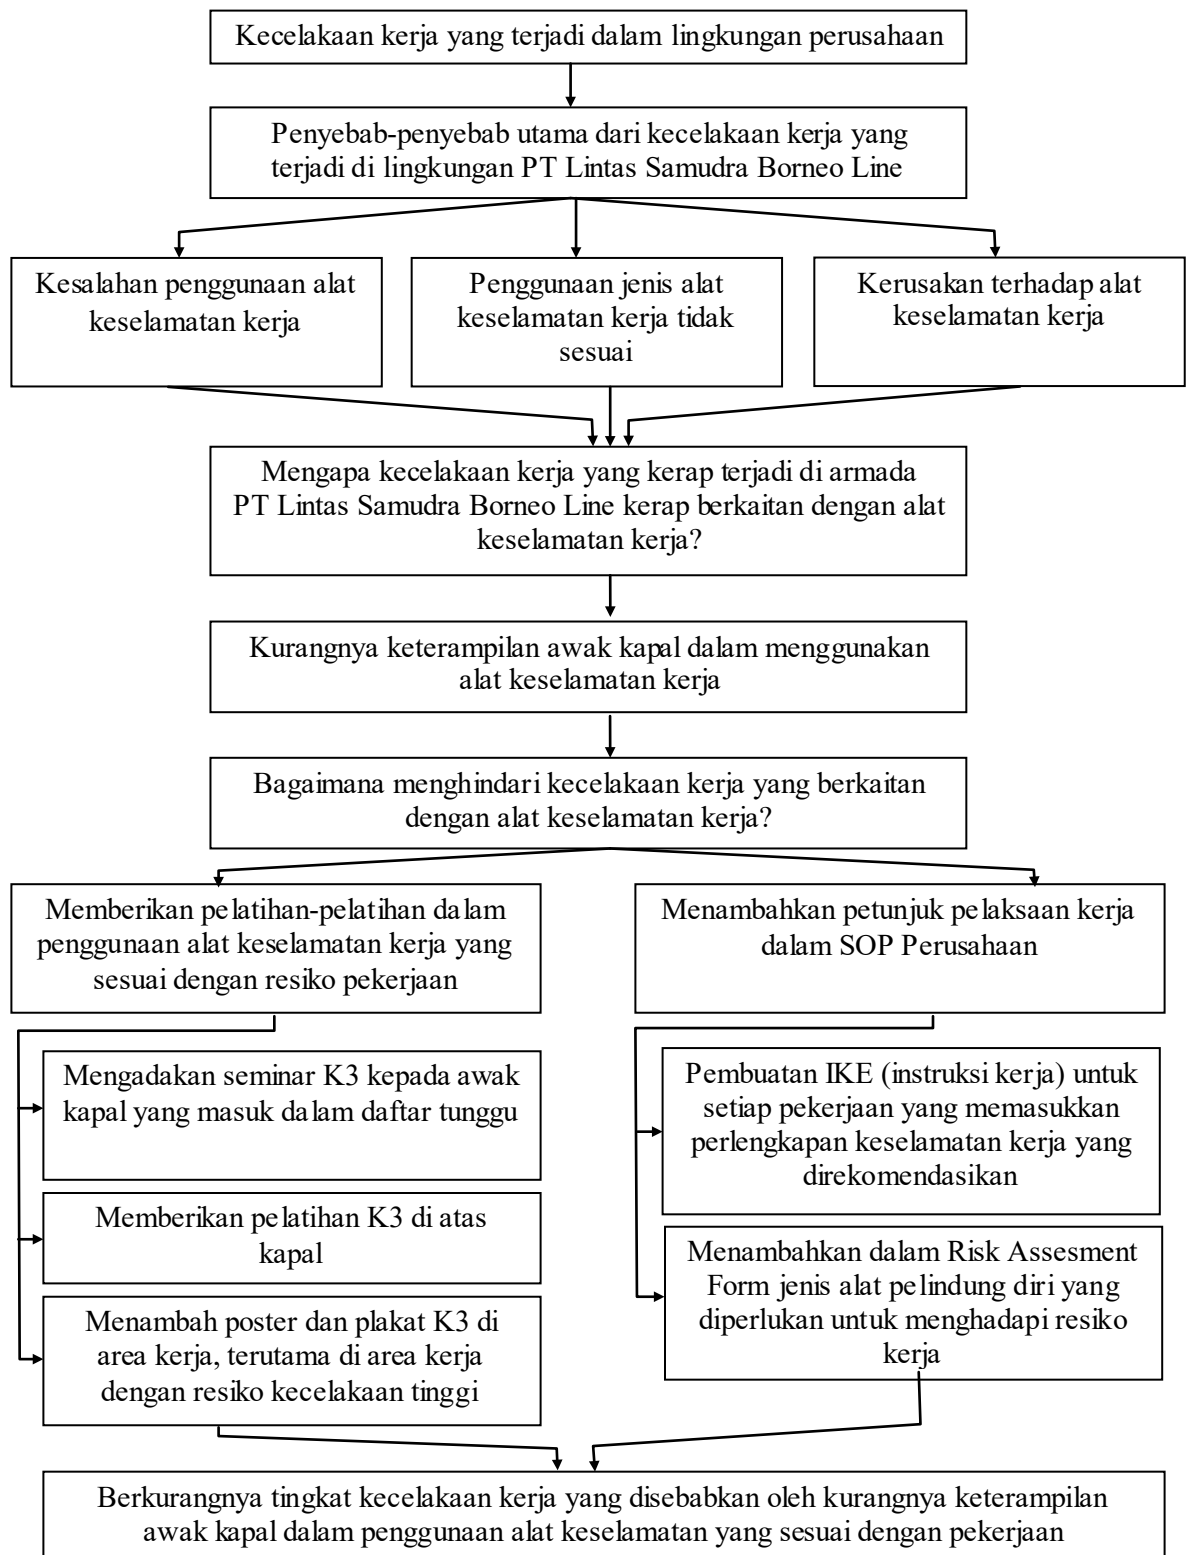 Kecelakaan kerja yang terjadi dalam lingkungan perusahaan
Penyebab-penyebab utama dari kecelakaan kerja yang
terjadi di lingkungan PT Lintas Samudra Borneo Line
Kesalahan penggunaan alat
keselamatan kerja
Penggunaan jenis alat
keselamatan kerja tidak
sesuai
Kerusakan terhadap alat
keselamatan kerja
Mengapa kecelakaan kerja yang kerap terjadi di armada
PT Lintas Samudra Borneo Line kerap berkaitan dengan alat
keselamatan kerja?
Kurangnya keterampilan awak kapal dalam menggunakan
alat keselamatan kerja
Bagaimana menghindari kecelakaan kerja yang berkaitan
dengan alat keselamatan kerja?
Memberikan pelatihan-pelatihan dalam
penggunaan alat keselamatan kerja yang
sesuai dengan resiko pekerjaan
Mengadakan seminar K3 kepada awak
kapal yang masuk dalam daftar tunggu
Memberikan pelatihan K3 di atas
kapal
Menambah poster dan plakat K3 di
area kerja, terutama di area kerja
dengan resiko kecelakaan tinggi
Menambahkan petunjuk pelaksaan kerja
dalam SOP Perusahaan
Pembuatan IKE (instruksi kerja) untuk
setiap pekerjaan yang memasukkan
perlengkapan keselamatan kerja yang
direkomendasikan
Menambahkan dalam Risk Assesment
Form jenis alat pelindung diri yang
diperlukan untuk menghadapi resiko
kerja
Berkurangnya tingkat kecelakaan kerja yang disebabkan oleh kurangnya keterampilan
awak kapal dalam penggunaan alat keselamatan yang sesuai dengan pekerjaan